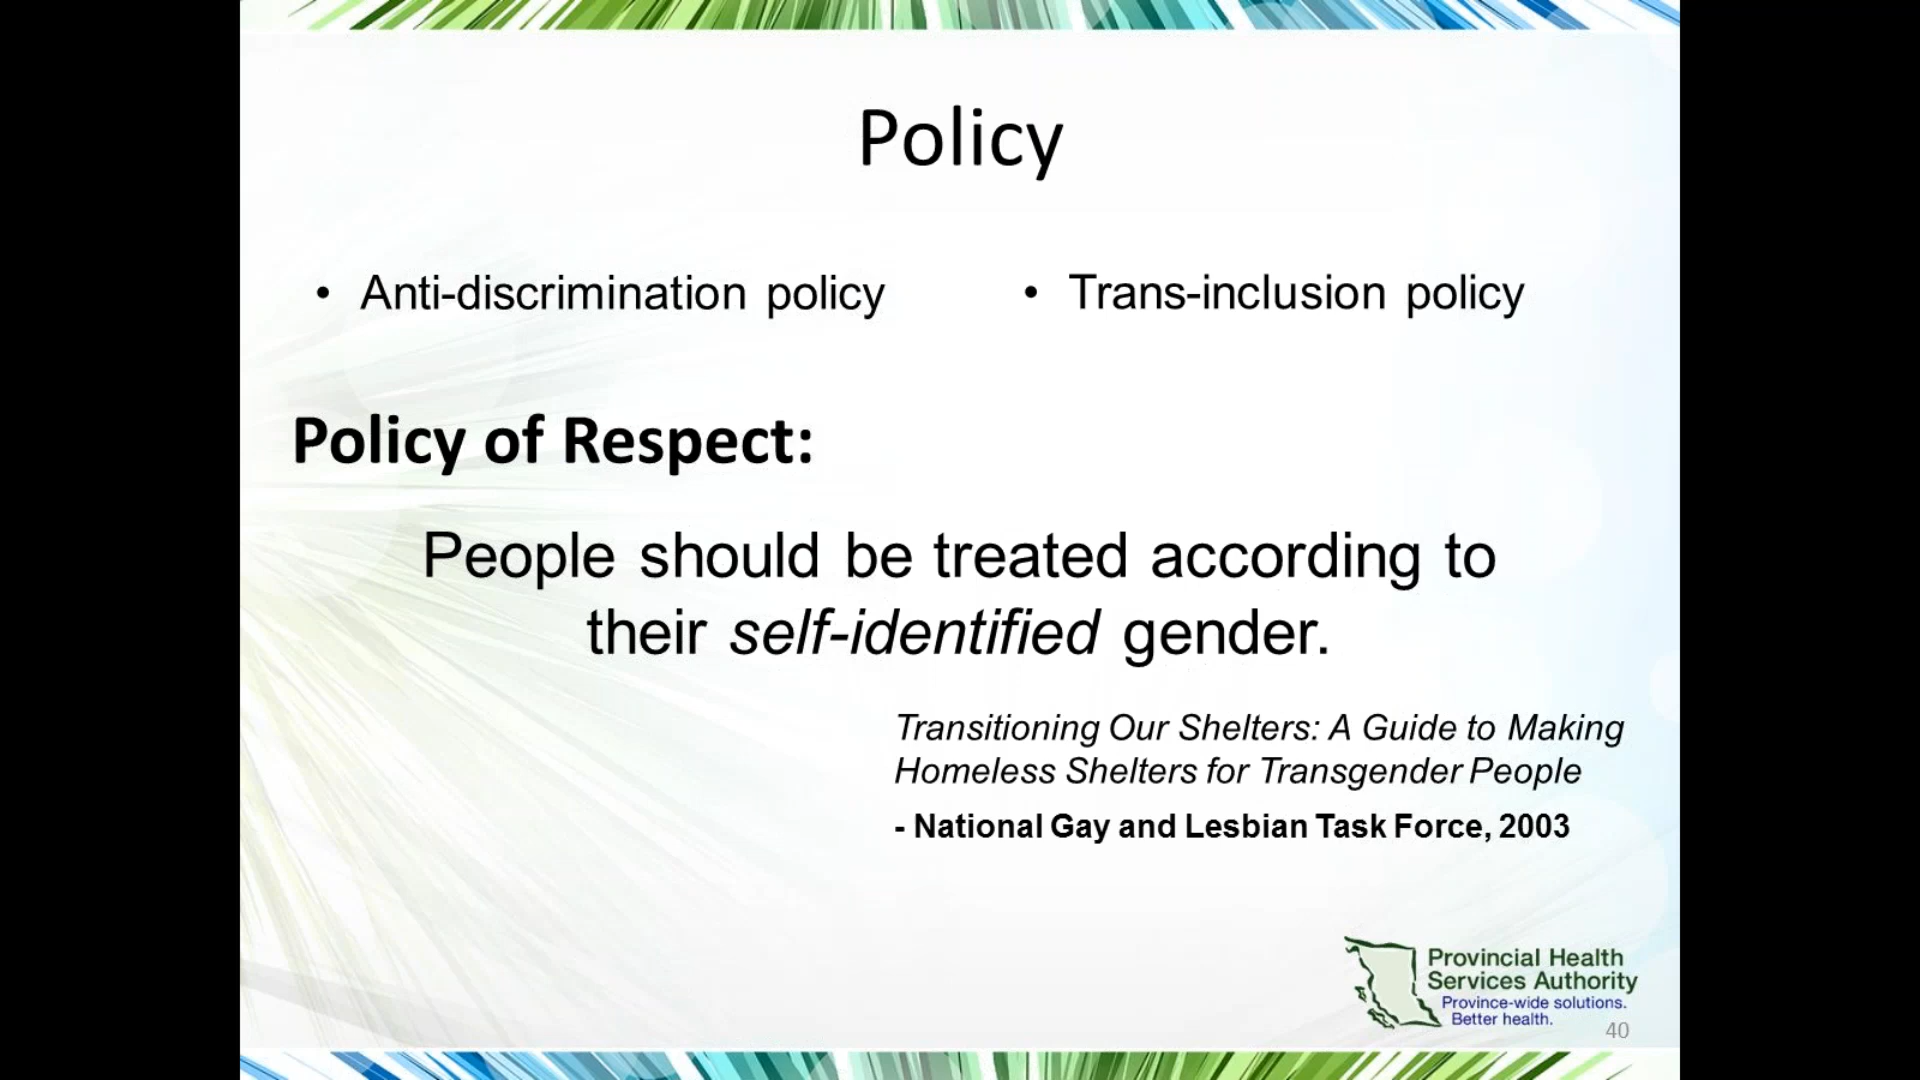 Policy
• Anti-discrimination policy
• Trans-inclusion policy
Policy of Respect:
People should be treated according to
their self-identified gender.
Transitioning Our Shelters: A Guide to Making
Homeless Shelters for Transgender People
- National Gay and Lesbian Task Force, 2003
Provincial Health
Services Authority
Province-wide solutions.
Better health.
40